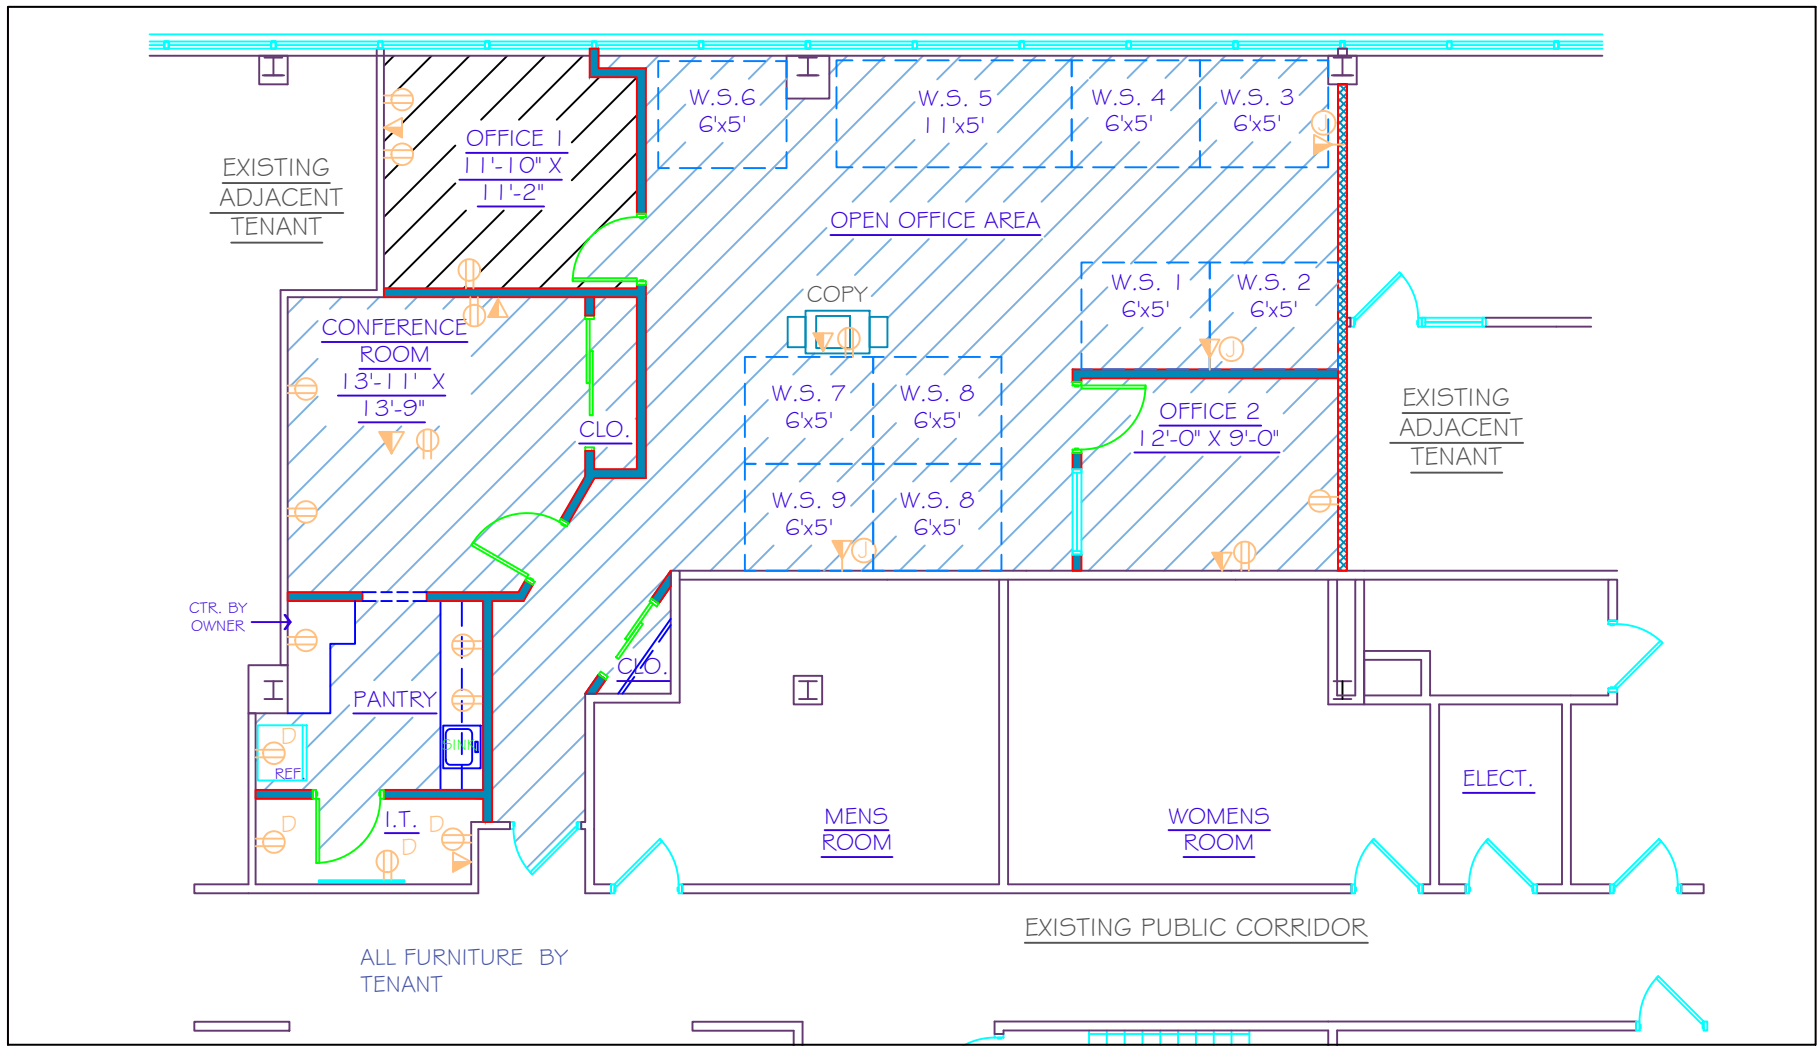 W.S.6
6'x5'
W.S. 5
11'x5'
W.S. 4
6'x5'
W.S. 3
6'x5'
J
OFFICE 1
11'-10" X
11'-2"
EXISTING
ADJACENT
TENANT
OPEN OFFICE AREA
W.S. 1
6'x5'
W.S. 2
6'x5'
J
COPY
CONFERENCE
ROOM
13'-11' X
13'-9"
CLO.
W.S. 7
6'x5'
W.S. 8
6'x5'
W.S. 9
6'x5'
W.S. 8
6'x5'
J
OFFICE 2
12'-0" X 9'-0"
EXISTING
ADJACENT
TENANT
CTR. BY
OWNER
CLO.
PANTRY
SINK
D
REF.
I.T.
D
D
D
MENS
ROOM
WOMENS
ROOM
ELECT.
EXISTING PUBLIC CORRIDOR
ALL FURNITURE BY
TENANT